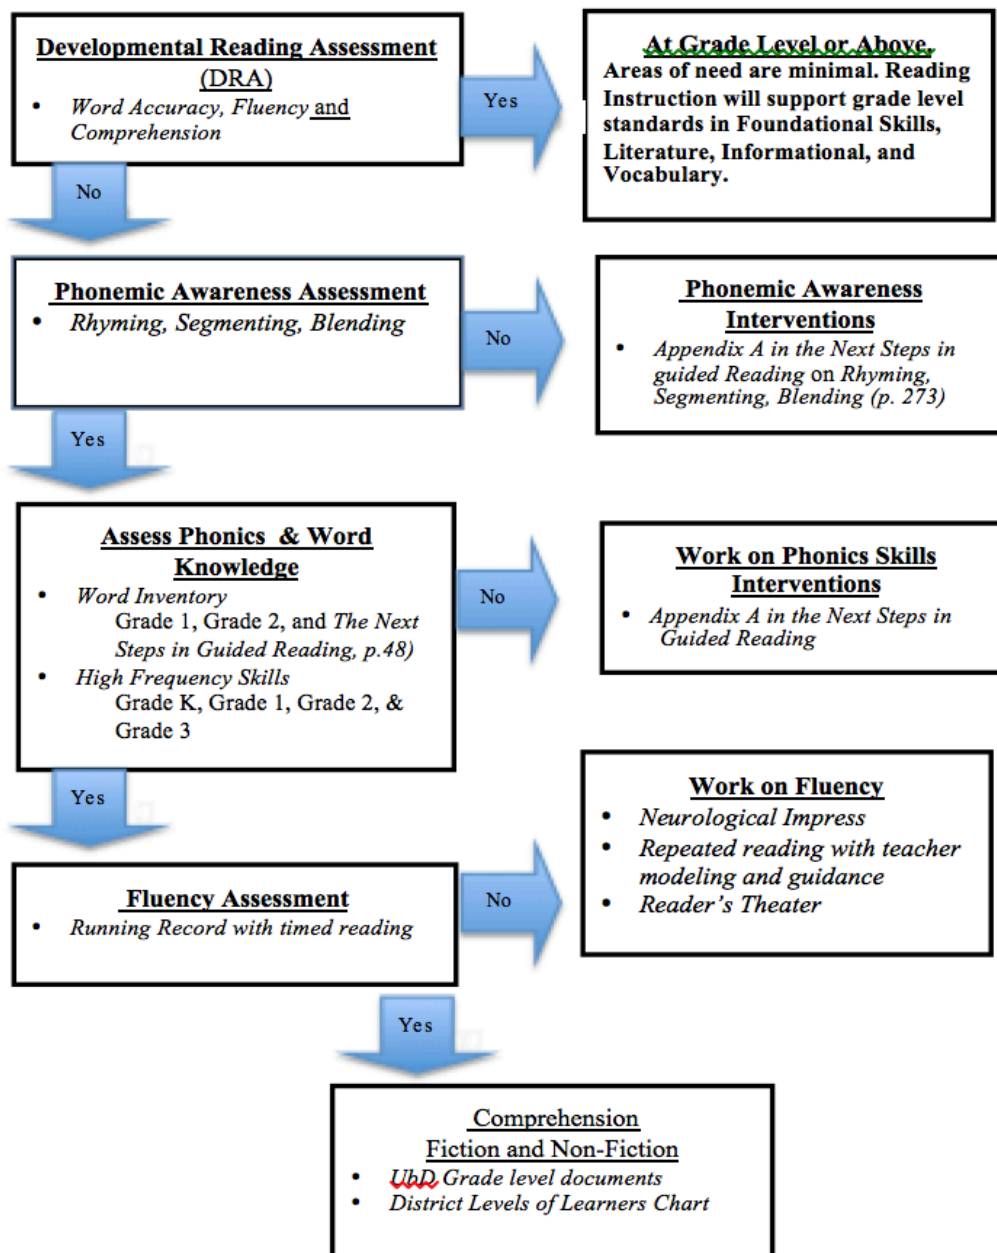 Developmental Reading Assessment
(DRA)
• Word Accuracy, Fluency and
Comprehension
Yes
At Grade Level or Above.
Areas of need are minimal. Reading
Instruction will support grade level
standards in Foundational Skills,
Literature, Informational, and
Vocabulary.
No
Phonemic Awareness Assessment
• Rhyming, Segmenting, Blending
No
Phonemic Awareness
Interventions
• Appendix A in the Next Steps in
guided Reading on Rhyming,
Segmenting, Blending (p. 273)
Yes
Assess Phonics & Word
Knowledge
• Word Inventory
Grade 1, Grade 2, and The Next
Steps in Guided Reading, p.48)
• High Frequency Skills
Grade K, Grade 1, Grade 2, &
Grade 3
No
Work on Phonics Skills
Interventions
• Appendix A in the Next Steps in
Guided Reading
Yes
Fluency Assessment
• Running Record with timed reading
No
Work on Fluency
• Neurological Impress
• Repeated reading with teacher
modeling and guidance
• Reader's Theater
Yes
Comprehension
Fiction and Non-Fiction
• UbD Grade level documents
• District Levels of Learners Chart